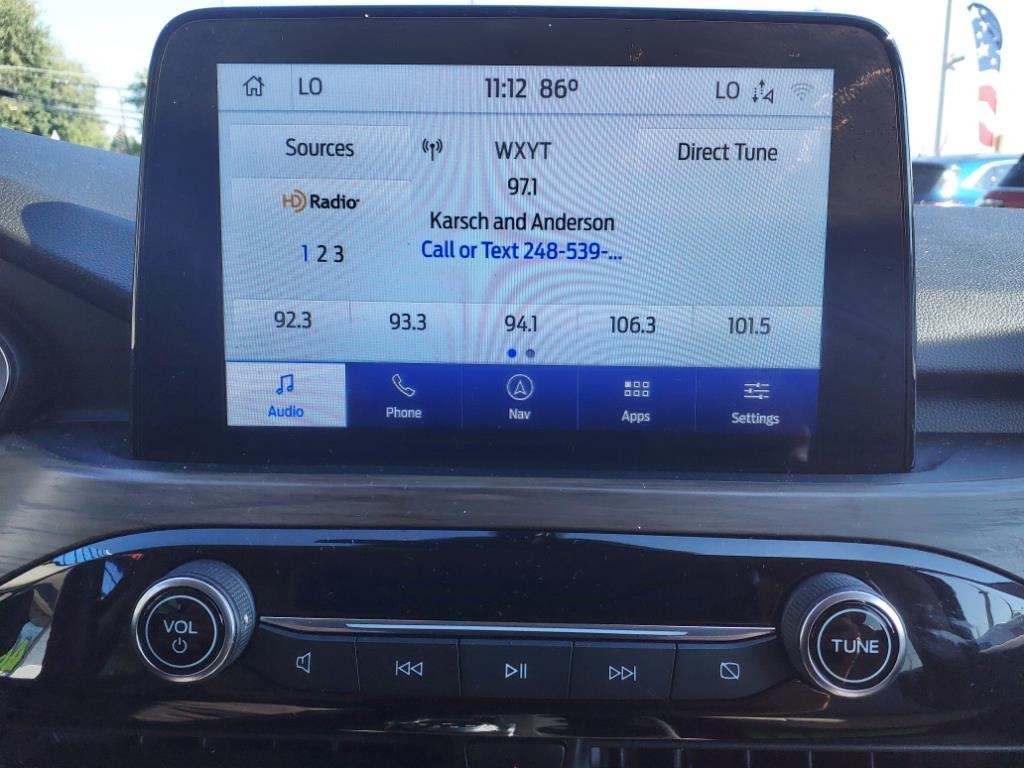 LO 11:12 86º LO
Sources WXYT Direct Tune
97.1
HD Radio
Karsch and Anderson
1 2 3
Call or Text 248-539-...
92.3 93.3 94.1 106.3 101.5
Audio Phone Nav Apps Settings
VOL
TUNE